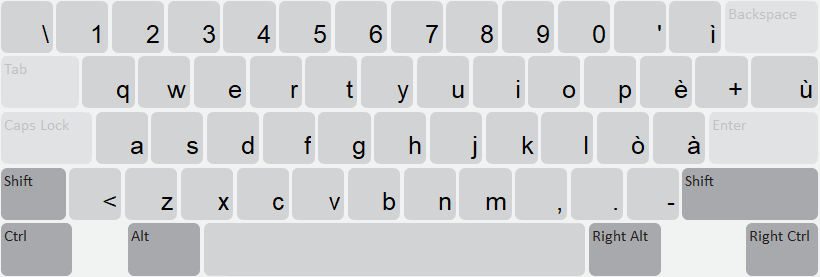 \ 1 2 3 4 5 6 7 8 9 0 ' ì Backspace
Tab q w e r t y u i o p è + ù
Caps Lock a s d f g h j k l ò à Enter
Shift < z x c v b n m , . - Shift
Ctrl Alt Right Alt Right Ctrl